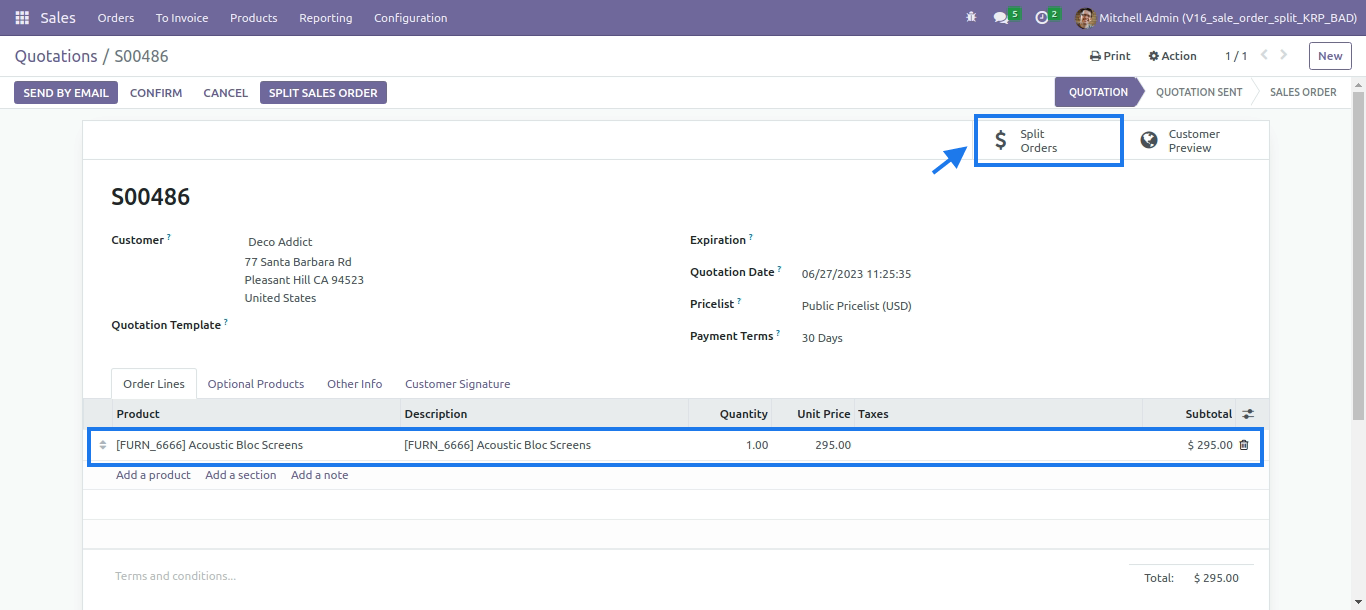 Sales Orders To Invoice Products Reporting Configuration 5 2 Mitchell Admin (V16_sale_order_split_KRP_BAD)
Quotations / S00486 Print Action 1 / 1 New
SEND BY EMAIL CONFIRM CANCEL SPLIT SALES ORDER QUOTATION QUOTATION SENT SALES ORDER
$ Split Orders Customer Preview
S00486
Customer ? Deco Addict
77 Santa Barbara Rd
Pleasant Hill CA 94523
United States
Quotation Template ?
Expiration ?
Quotation Date ? 06/27/2023 11:25:35
Pricelist ? Public Pricelist (USD)
Payment Terms ? 30 Days
Order Lines Optional Products Other Info Customer Signature
Product Description Quantity Unit Price Taxes Subtotal
[FURN_6666] Acoustic Bloc Screens [FURN_6666] Acoustic Bloc Screens 1.00 295.00 $ 295.00
Add a product Add a section Add a note
Terms and conditions... Total: $ 295.00